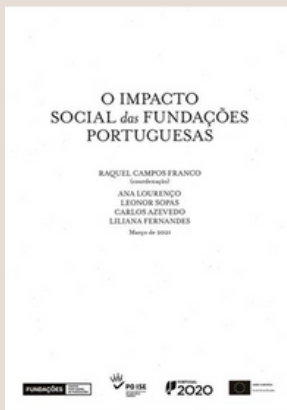 O IMPACTO
SOCIAL das FUNDAÇÕES
PORTUGUESAS
RAQUEL CAMPOS FRANCO
(coordenação)
ANA LOURENÇO
LEONOR SOPAS
CARLOS AZEVEDO
LILIANA FERNANDES
Março de 2021
FUNDAÇÕES
PO ISE
PORTUGAL
2020